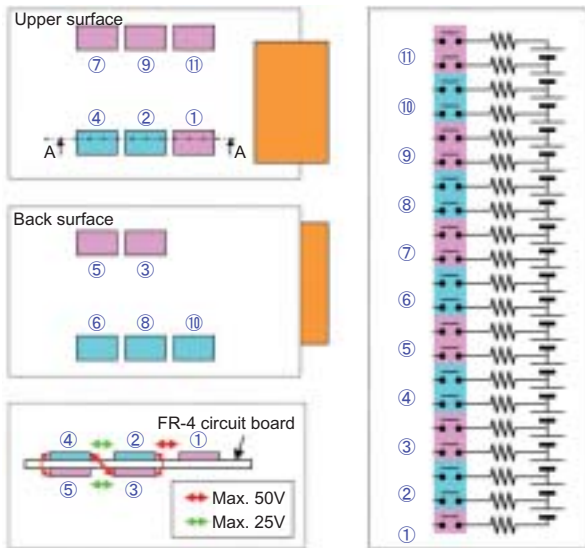 Upper surface
⑦ ⑨ ⑪
④ ② ①
A A
Back surface
⑤ ③
⑥ ⑧ ⑩
FR-4 circuit board
④ ② ①
⑤ ③
Max. 50V
Max. 25V
⑪
⑩
⑨
⑧
⑦
⑥
⑤
④
③
②
①